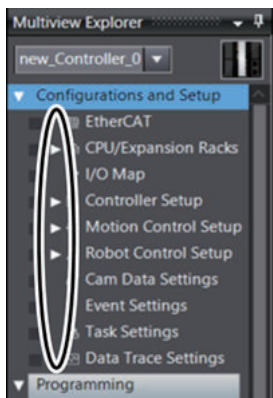 Multiview Explorer
new_Controller_0
Configurations and Setup
EtherCAT
CPU/Expansion Racks
I/O Map
Controller Setup
Motion Control Setup
Robot Control Setup
Cam Data Settings
Event Settings
Task Settings
Data Trace Settings
Programming